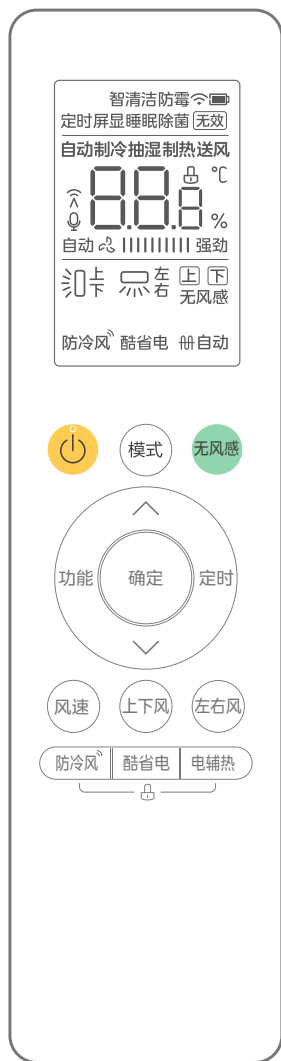 智清洁防霉
定时屏显睡眠除菌 无效
自动制冷抽湿制热送风
88.8 ℃
%
自动 强劲
上 下
左
右
无风感
防冷风 酷省电 自动
模式 无风感
功能 确定 定时
风速 上下风 左右风
防冷风 酷省电 电辅热